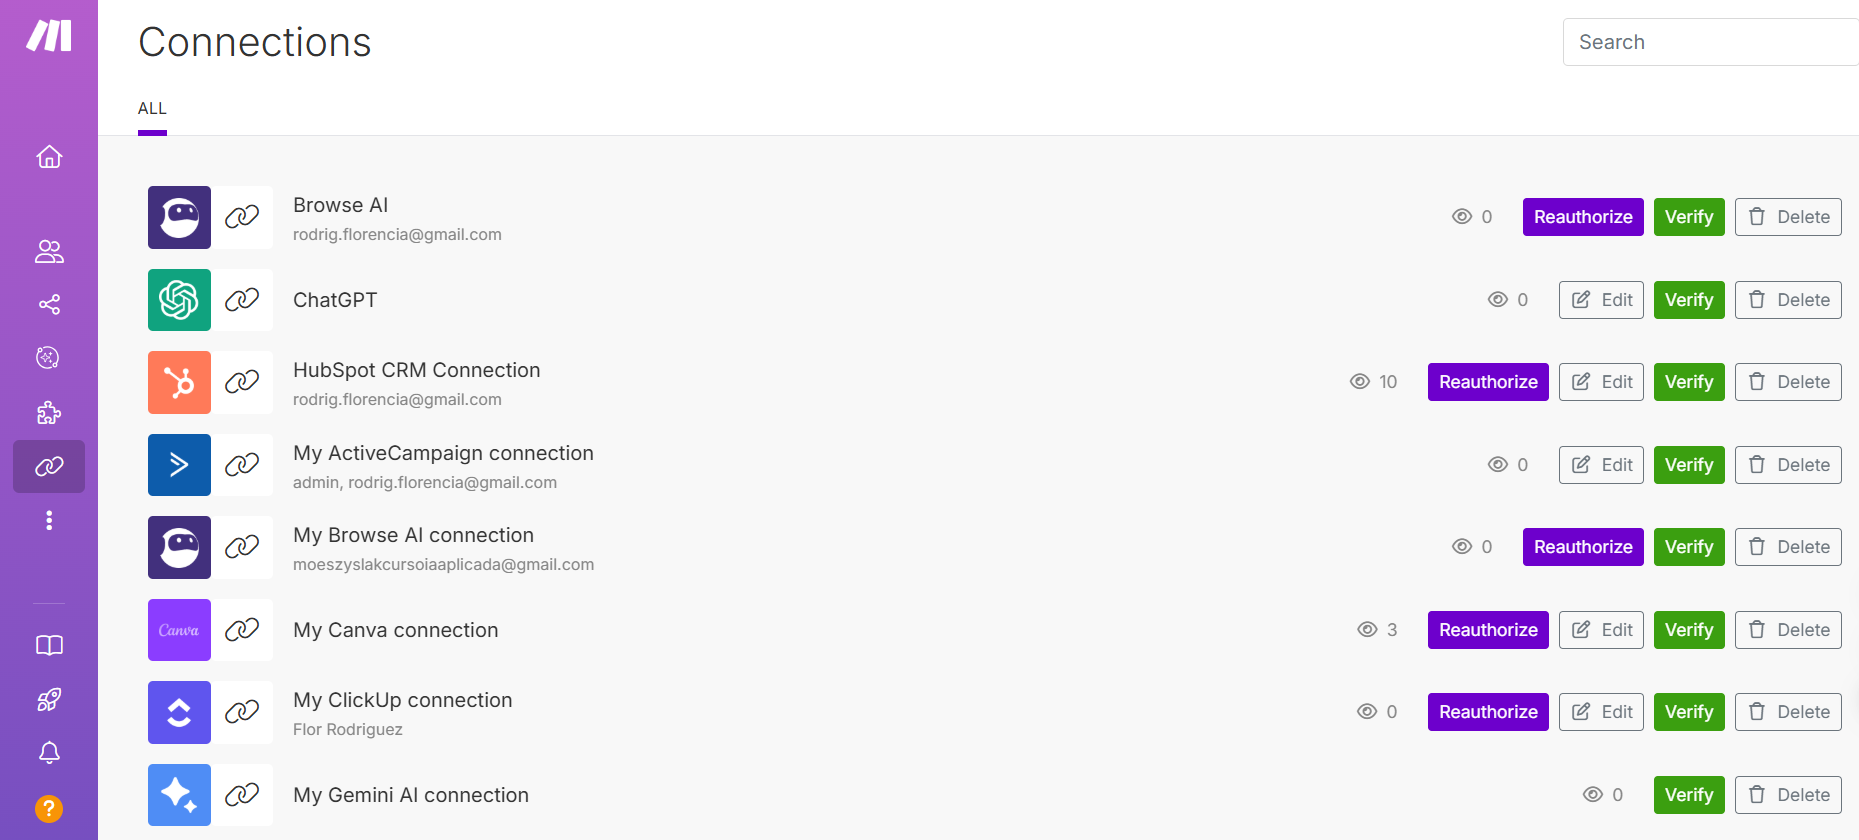 Connections
Search
ALL
Browse AI
rodrig.florencia@gmail.com
0 Reauthorize Verify Delete
ChatGPT
0 Edit Verify Delete
HubSpot CRM Connection
rodrig.florencia@gmail.com
10 Reauthorize Edit Verify Delete
My ActiveCampaign connection
admin, rodrig.florencia@gmail.com
0 Edit Verify Delete
My Browse AI connection
moeszyslakcursoiaaplicada@gmail.com
0 Reauthorize Verify Delete
Canva
My Canva connection
3 Reauthorize Edit Verify Delete
My ClickUp connection
Flor Rodriguez
0 Reauthorize Edit Verify Delete
My Gemini AI connection
0 Verify Delete
?